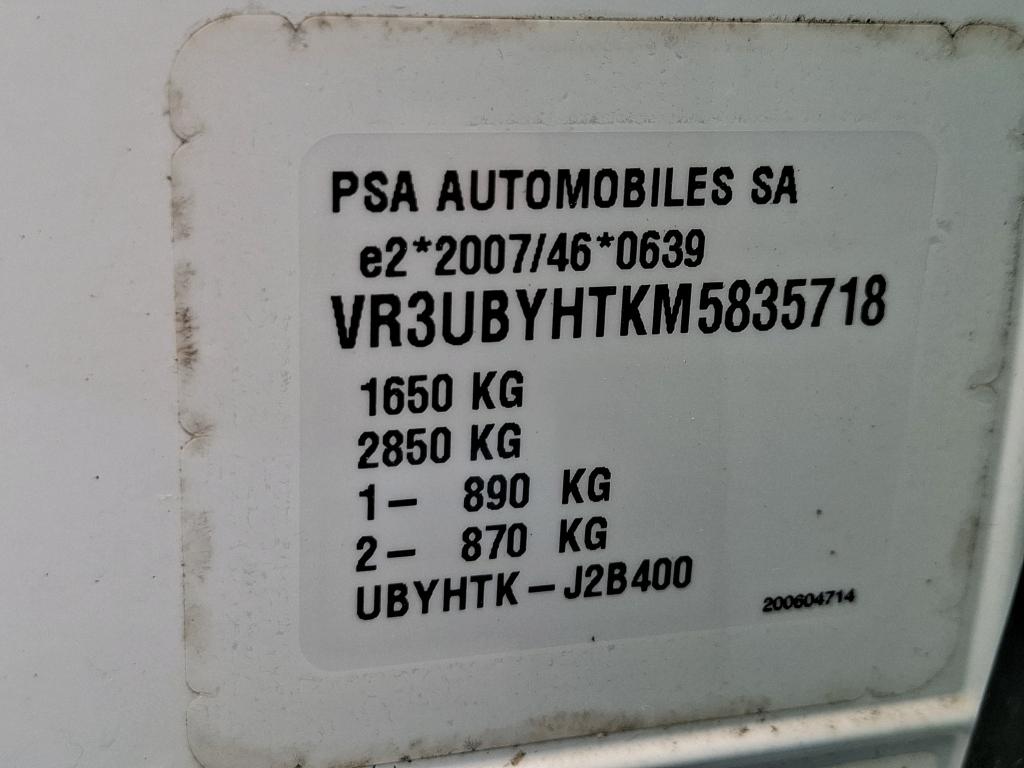 PSA AUTOMOBILES SA
e2*2007/46*0639
VR3UBYHTKM5835718
1650 KG
2850 KG
1- 890 KG
2- 870 KG
UBYHTK-J2B400
200604714